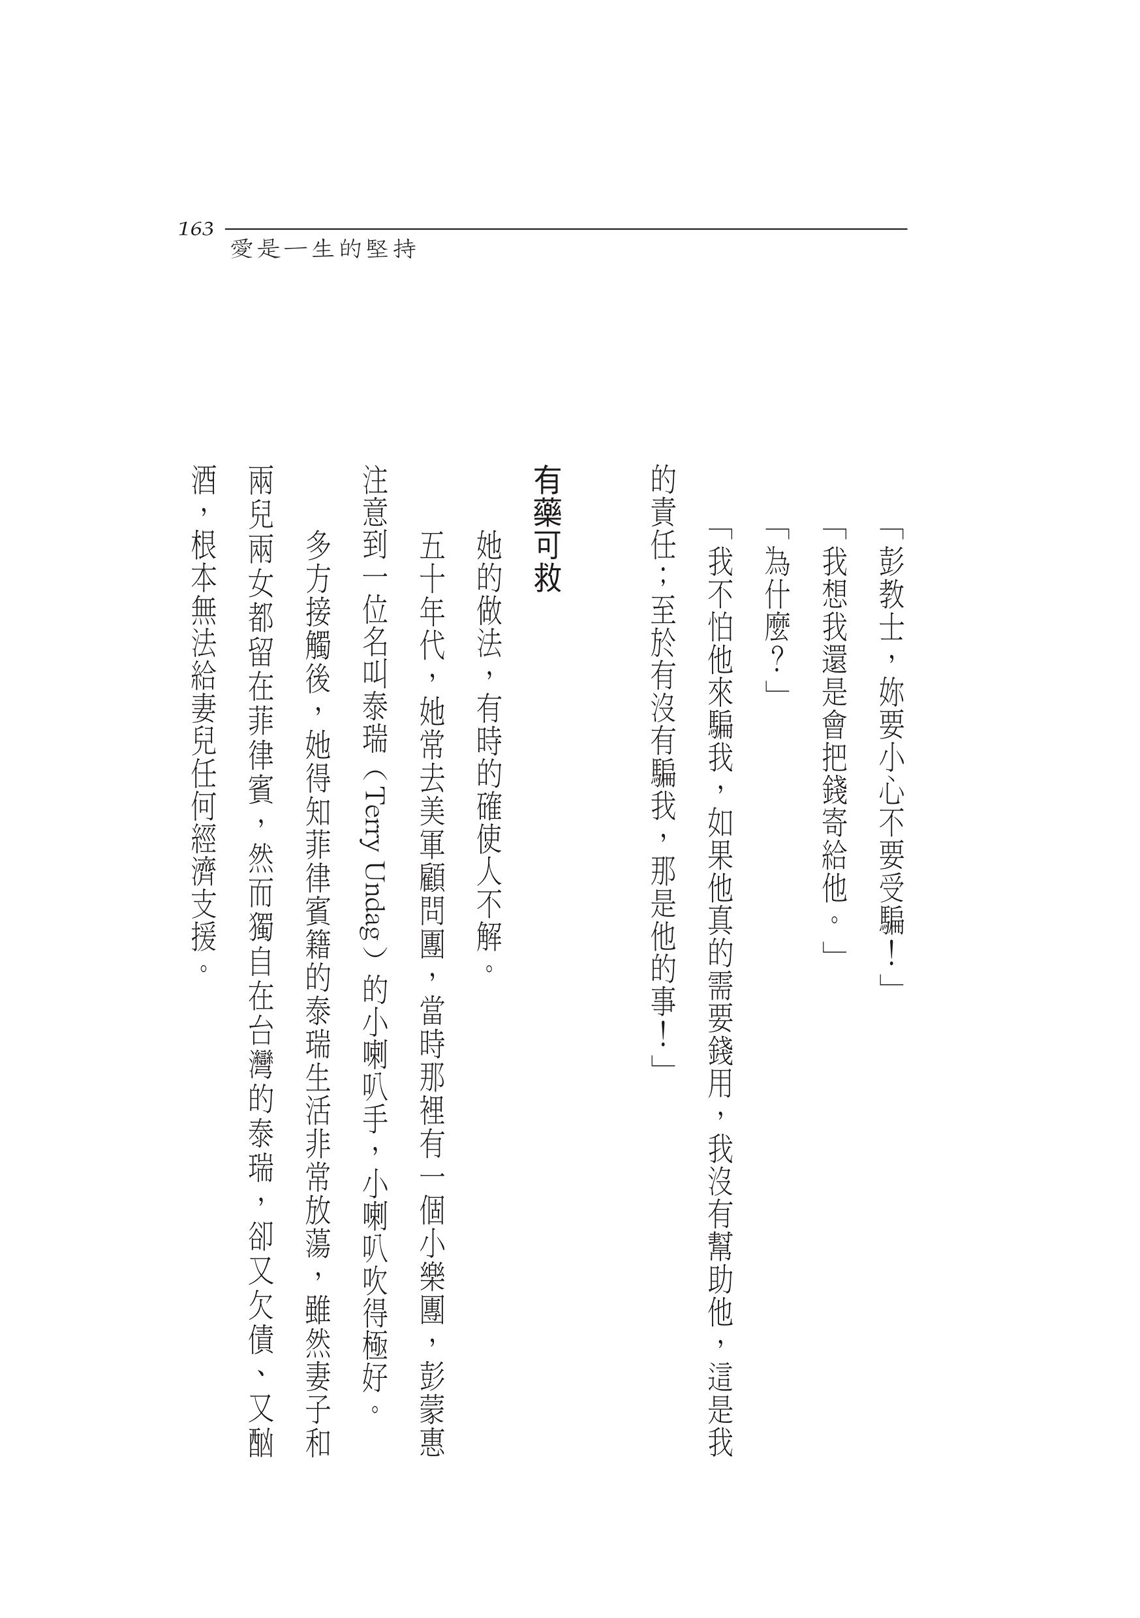 163
愛是一生的堅持
「彭教士，妳要小心不要受騙！」
「我想我還是會把錢寄給他。」
「為什麼？」
「我不怕他來騙我，如果他真的需要錢用，我沒有幫助他，這是我
的責任；至於有沒有騙我，那是他的事！」
有藥可救
她的做法，有時的確使人不解。
五十年代，她常去美軍顧問團，當時那裡有一個小樂團，彭蒙惠
注意到一位名叫泰瑞（Terry Undag）的小喇叭手，小喇叭吹得極好。
多方接觸後，她得知菲律賓籍的泰瑞生活非常放蕩，雖然妻子和
兩兒兩女都留在菲律賓，然而獨自在台灣的泰瑞，卻又欠債、又酗
酒，根本無法給妻兒任何經濟支援。